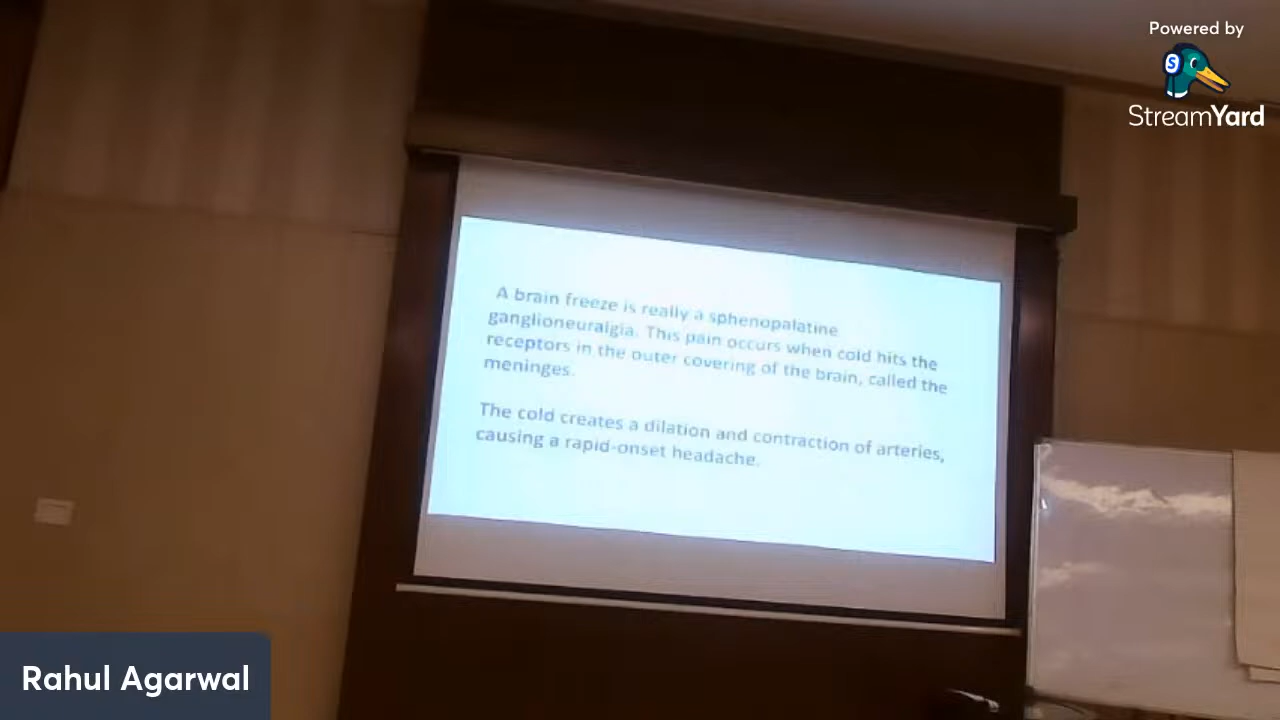 Powered by
S
StreamYard
A brain freeze is really a sphenopalatine
ganglioneuralgia. This pain occurs when cold hits the
receptors in the outer covering of the brain, called the
meninges.
The cold creates a dilation and contraction of arteries,
causing a rapid-onset headache.
Rahul Agarwal